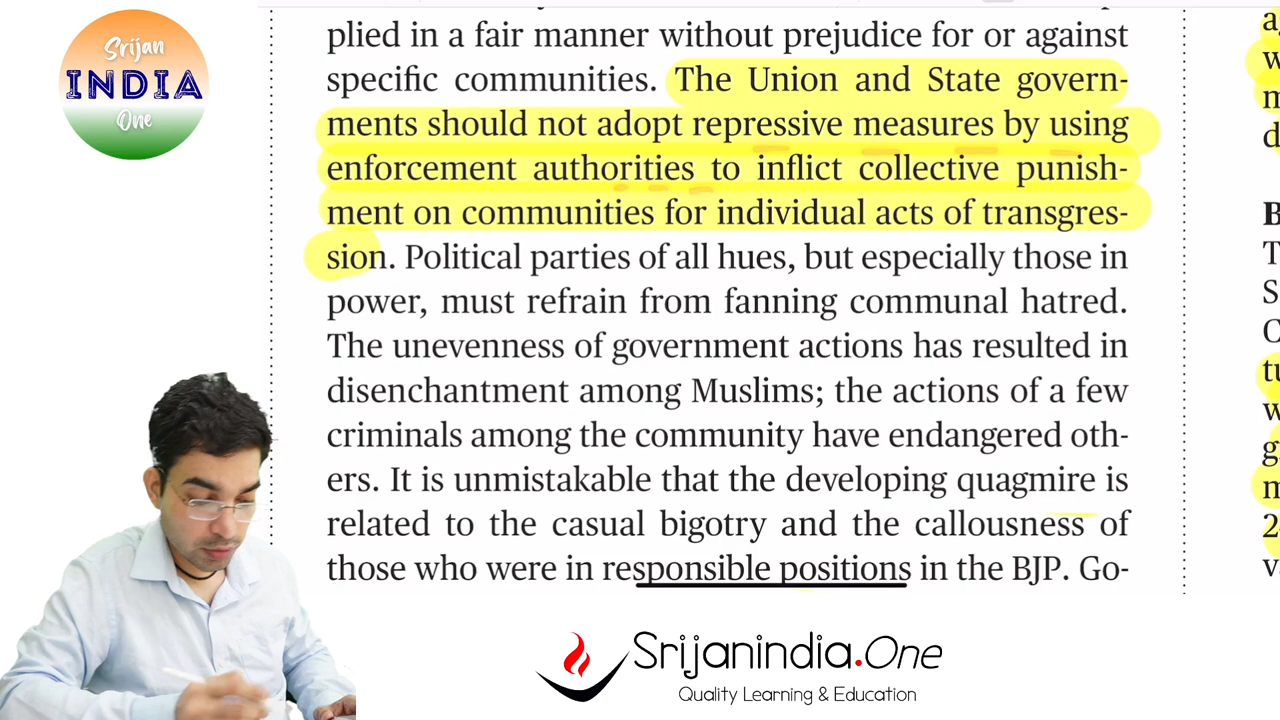 Srijan
INDIA
One
plied in a fair manner without prejudice for or against
specific communities. The Union and State govern-
ments should not adopt repressive measures by using
enforcement authorities to inflict collective punish-
ment on communities for individual acts of transgres-
sion. Political parties of all hues, but especially those in
power, must refrain from fanning communal hatred.
The unevenness of government actions has resulted in
disenchantment among Muslims; the actions of a few
criminals among the community have endangered oth-
ers. It is unmistakable that the developing quagmire is
related to the casual bigotry and the callousness of
those who were in responsible positions in the BJP. Go-
Srijanindia.One
Quality Learning & Education